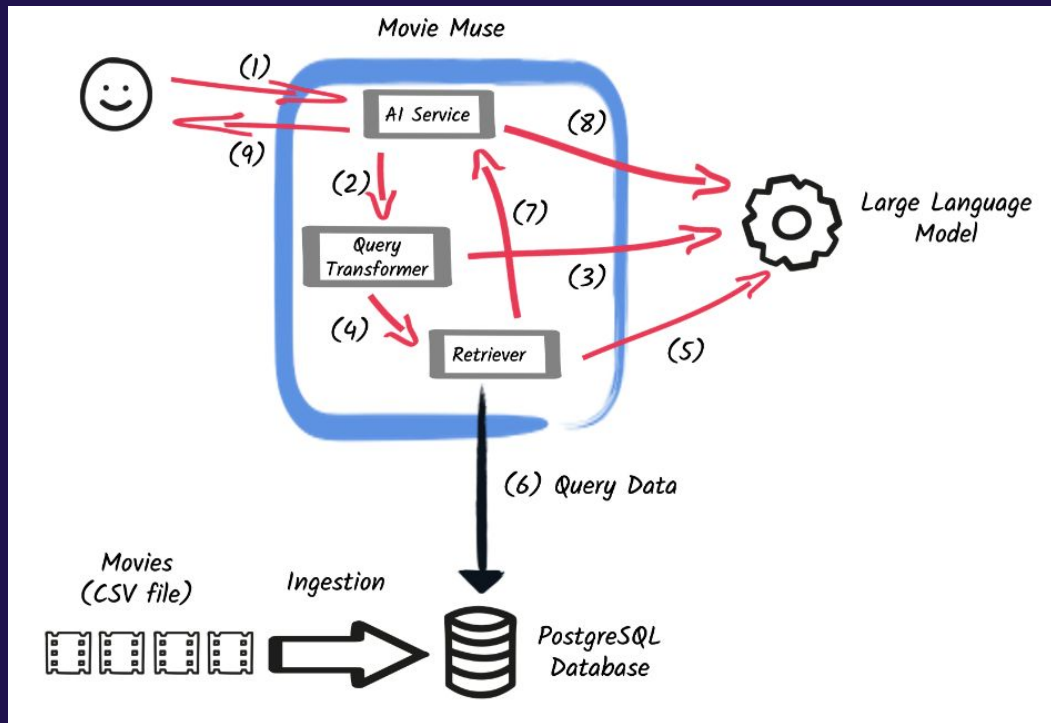 Movie Muse
(1)
AI Service
(8)
(9)
(2)
(7)
Large Language
Model
Query
Transformer
(3)
(4)
Retriever
(5)
(6) Query Data
Movies
(CSV file)
Ingestion
PostgreSQL
Database